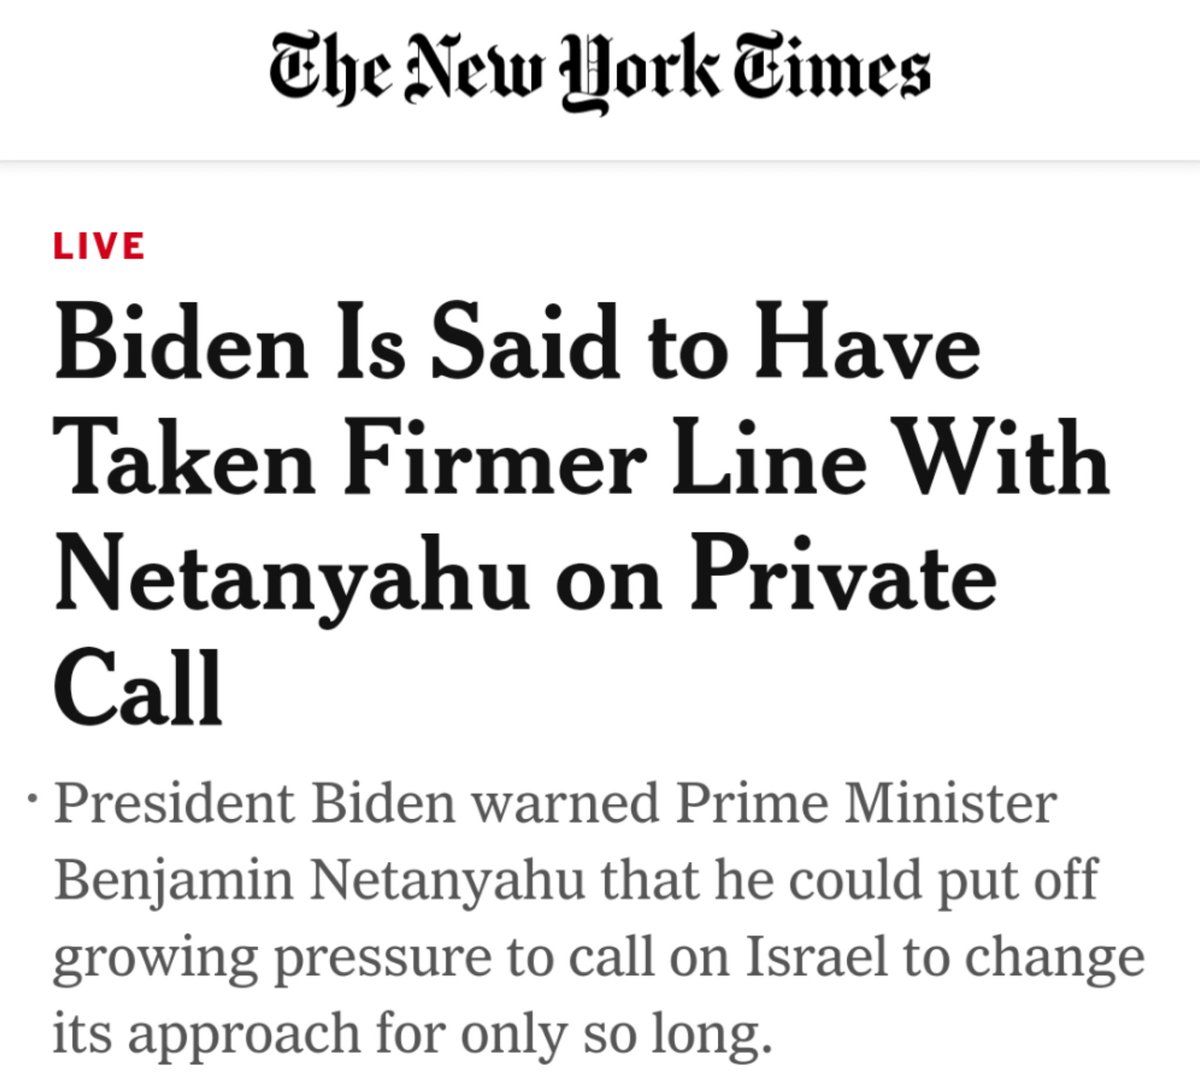 The New York Times
LIVE
Biden Is Said to Have
Taken Firmer Line With
Netanyahu on Private
Call
· President Biden warned Prime Minister
Benjamin Netanyahu that he could put off
growing pressure to call on Israel to change
its approach for only so long.